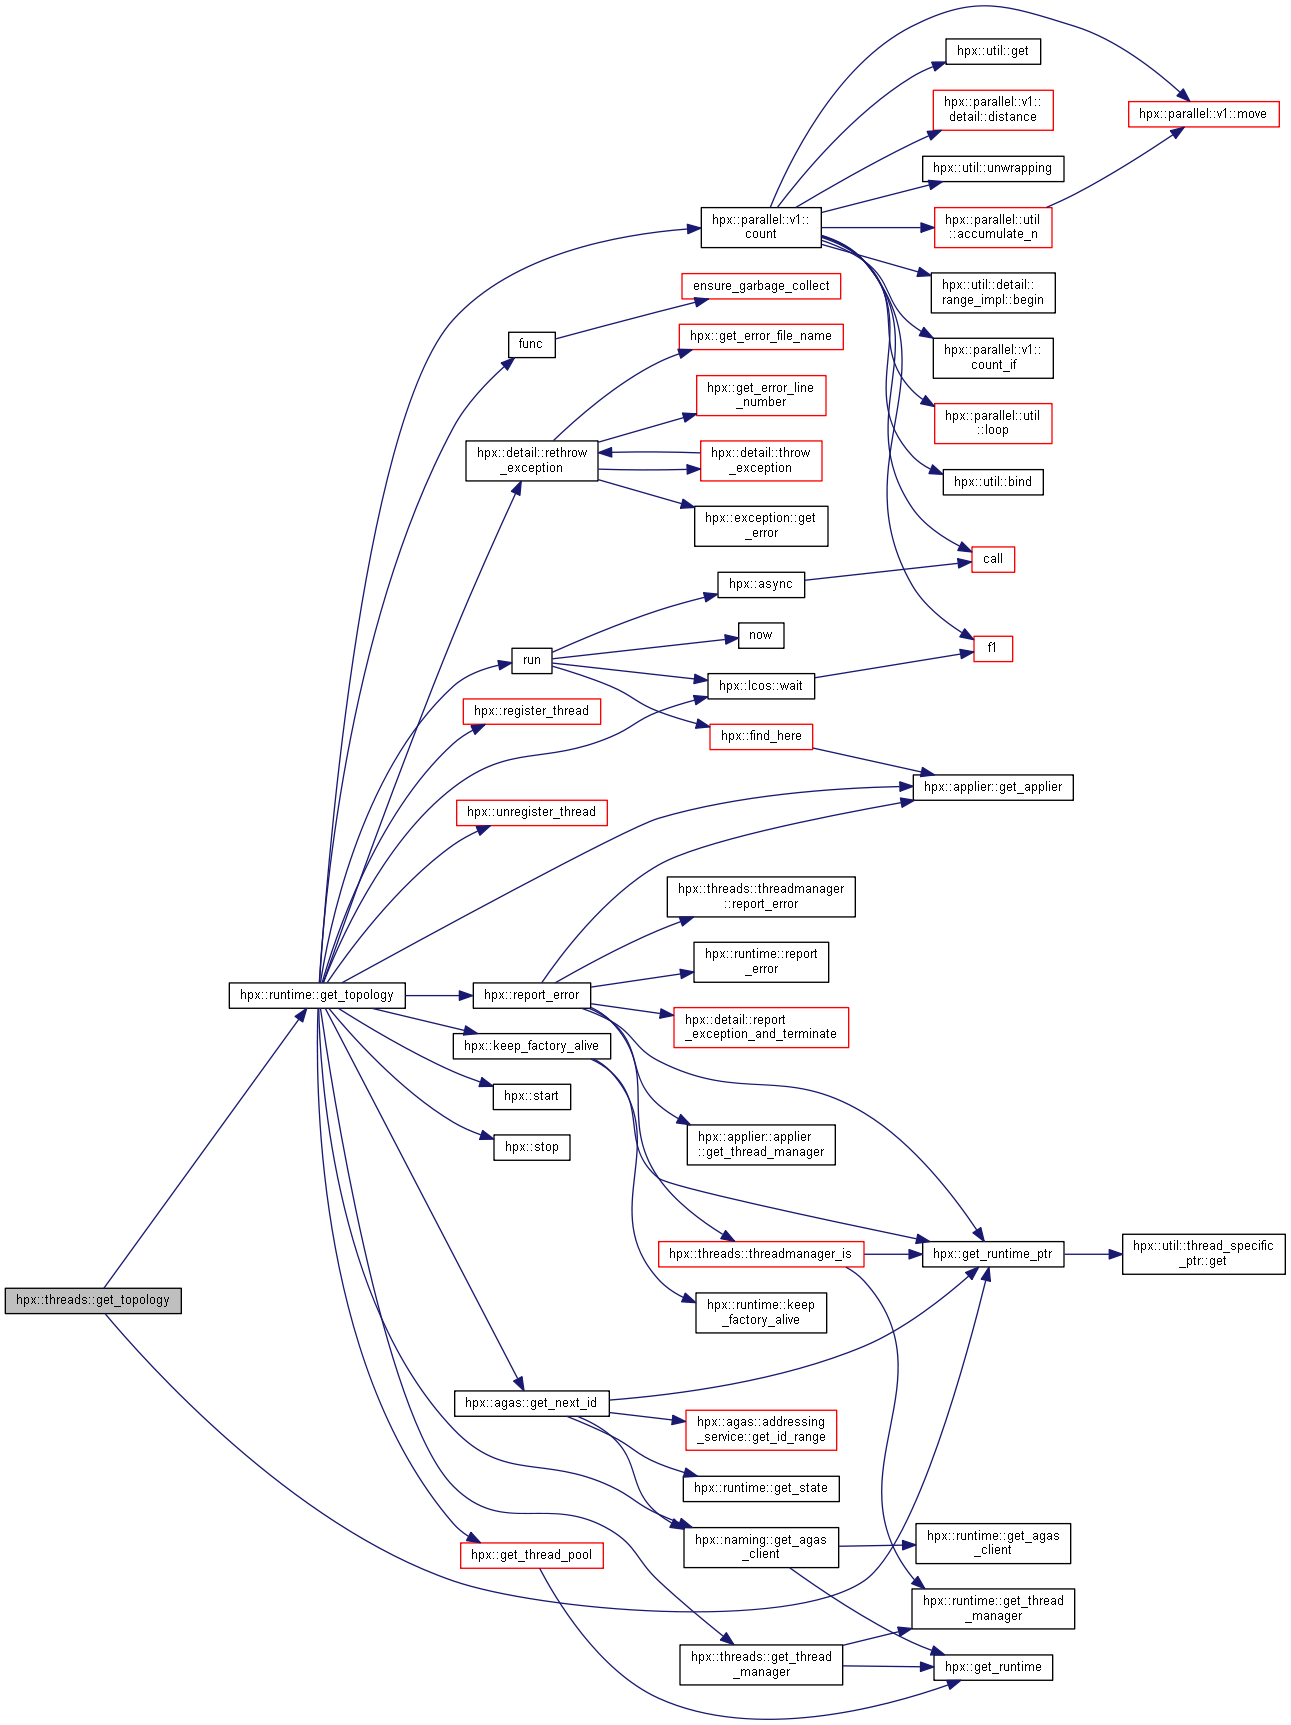 hpx::util::get
hpx::parallel::v1::
detail::distance
hpx::parallel::v1::move
hpx::util::unwrapping
hpx::parallel::v1::
count
hpx::parallel::util
::accumulate_n
ensure_garbage_collect
hpx::util::detail::
range_impl::begin
func
hpx::get_error_file_name
hpx::parallel::v1::
count_if
hpx::get_error_line
_number
hpx::parallel::util
::loop
hpx::detail::rethrow
_exception
hpx::detail::throw
_exception
hpx::util::bind
hpx::exception::get
_error
call
hpx::async
now
f1
run
hpx::lcos::wait
hpx::register_thread
hpx::find_here
hpx::applier::get_applier
hpx::unregister_thread
hpx::threads::threadmanager
::report_error
hpx::runtime::report
_error
hpx::runtime::get_topology
hpx::report_error
hpx::detail::report
_exception_and_terminate
hpx::keep_factory_alive
hpx::start
hpx::stop
hpx::applier::applier
::get_thread_manager
hpx::threads::threadmanager_is
hpx::get_runtime_ptr
hpx::util::thread_specific
_ptr::get
hpx::threads::get_topology
hpx::runtime::keep
_factory_alive
hpx::agas::get_next_id
hpx::agas::addressing
_service::get_id_range
hpx::runtime::get_state
hpx::naming::get_agas
_client
hpx::runtime::get_agas
_client
hpx::get_thread_pool
hpx::runtime::get_thread
_manager
hpx::threads::get_thread
_manager
hpx::get_runtime